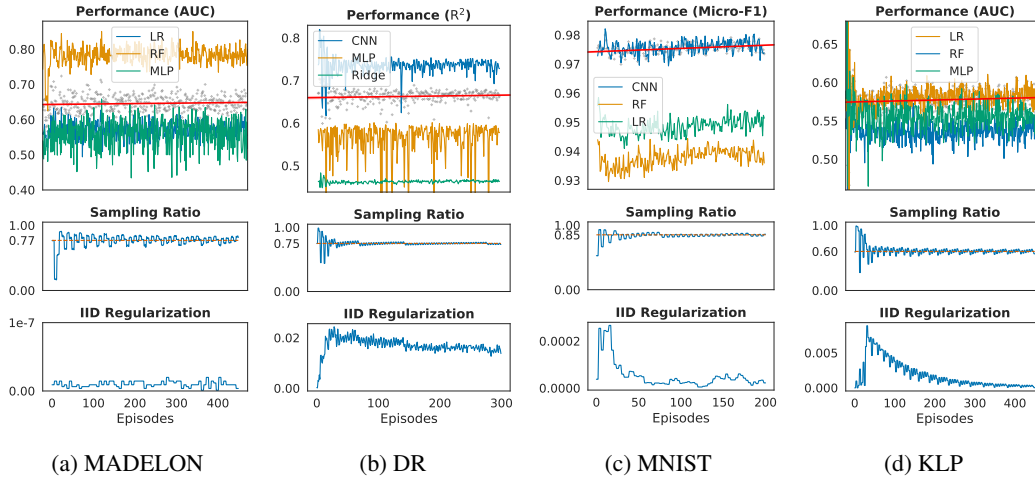 Performance (AUC)
0.80
0.70
0.60
0.50
0.40
LR
RF
MLP
Sampling Ratio
1.00
0.77
0.00
IID Regularization
1e-7
0.00
0 100 200 300 400
Episodes
(a) MADELON
Performance (R²)
0.8
0.7
0.6
0.5
CNN
MLP
Ridge
Sampling Ratio
1.00
0.75
0.00
IID Regularization
0.02
0.00
0 100 200 300
Episodes
(b) DR
Performance (Micro-F1)
0.98
0.97
0.96
0.95
0.94
0.93
CNN
RF
LR
Sampling Ratio
1.00
0.85
0.00
IID Regularization
0.0002
0.0000
0 50 100 150 200
Episodes
(c) MNIST
Performance (AUC)
0.65
0.60
0.55
0.50
LR
RF
MLP
Sampling Ratio
1.00
0.60
0.00
IID Regularization
0.005
0.000
0 100 200 300 400
Episodes
(d) KLP